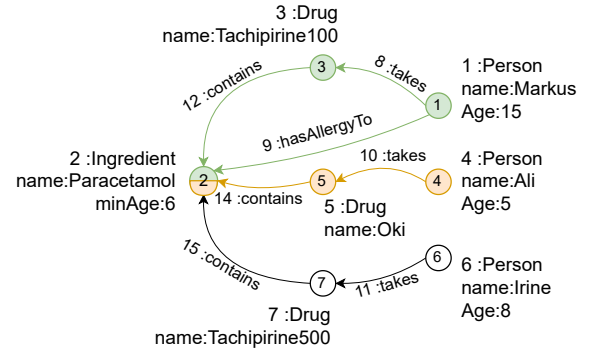 3 :Drug
name:Tachipirine100
3
8 :takes
1 :Person
name:Markus
Age:15
1
12 :contains
9 :hasAllergyTo
2 :Ingredient
name:Paracetamol
minAge:6
2
10 :takes
4 :Person
name:Ali
Age:5
4
14 :contains
5
5 :Drug
name:Oki
15 :contains
6
6 :Person
name:Irine
Age:8
11 :takes
7
7 :Drug
name:Tachipirine500